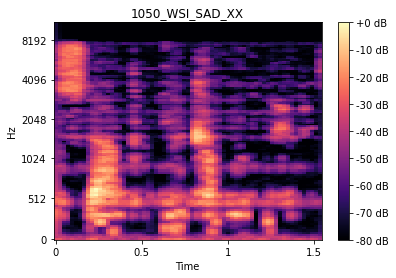 1050_WSI_SAD_XX
Hz
8192
4096
2048
1024
512
0
0
0.5
1
1.5
Time
+0 dB
-10 dB
-20 dB
-30 dB
-40 dB
-50 dB
-60 dB
-70 dB
-80 dB